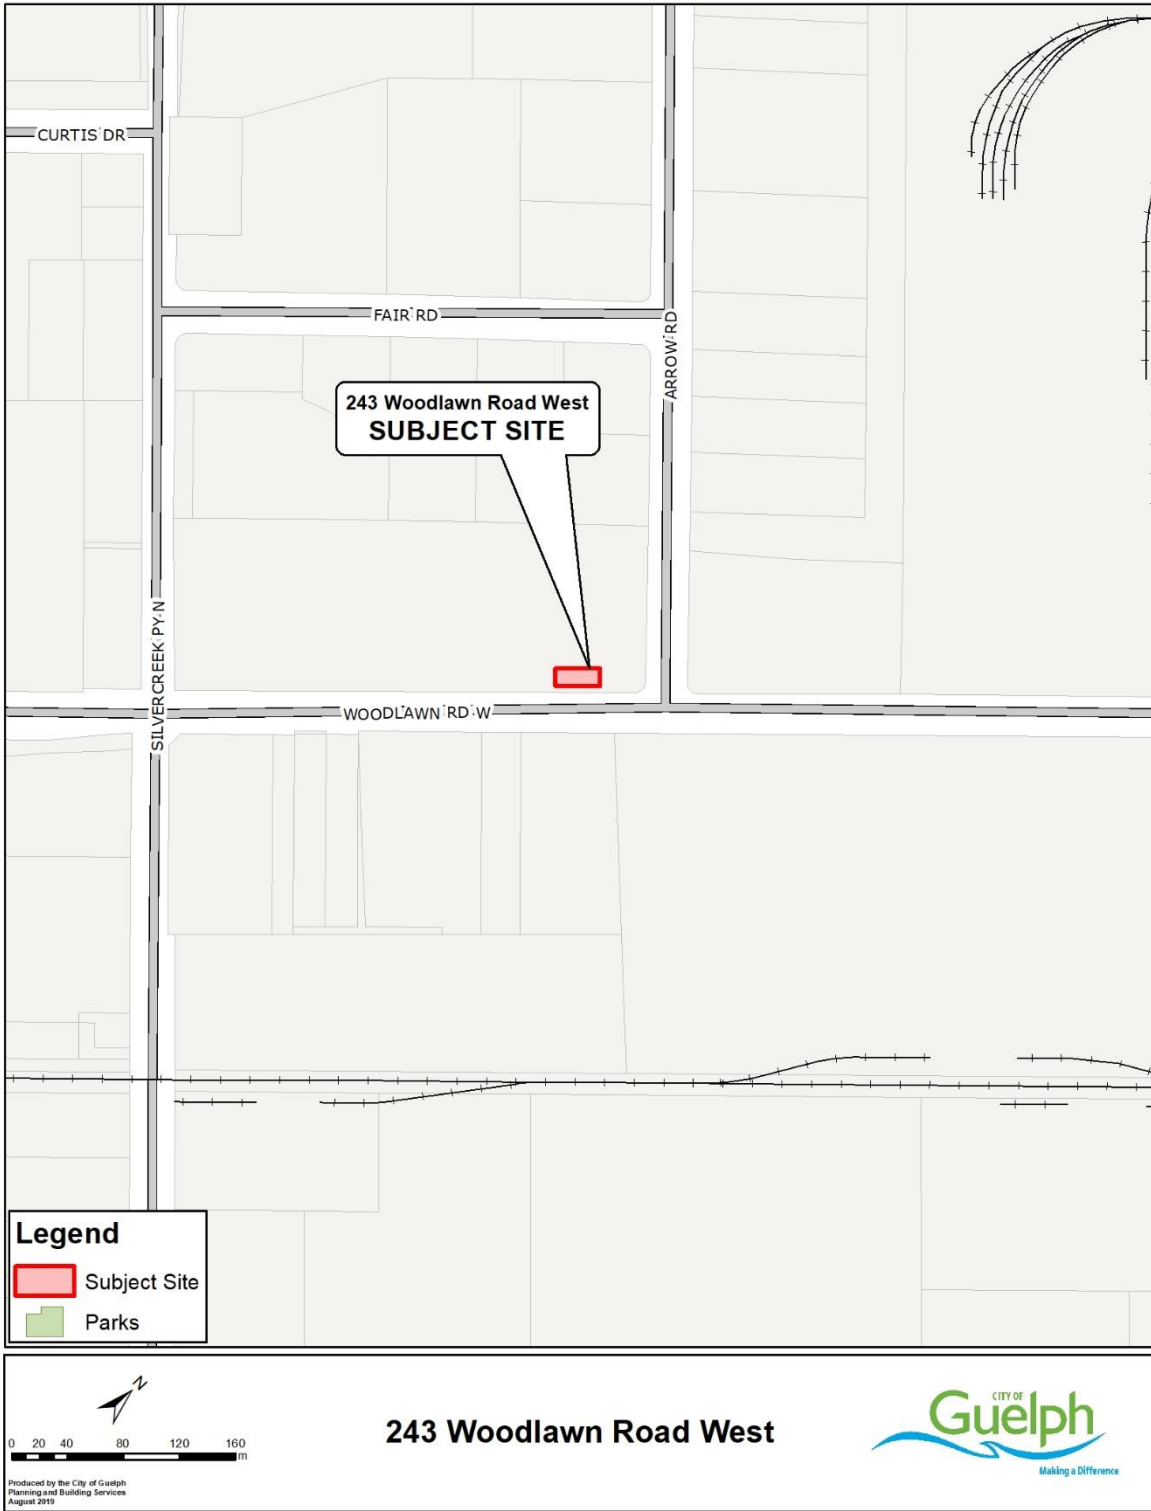 CURTIS DR
FAIR RD
ARROW RD
243 Woodlawn Road West
SUBJECT SITE
SILVERCREEK PY N
WOODLAWN RD W
Legend
Subject Site
Parks
N
0 20 40 80 120 160
m
Produced by the City of Guelph
Planning and Building Services
August 2019
243 Woodlawn Road West
CITY OF
Guelph
Making a Difference